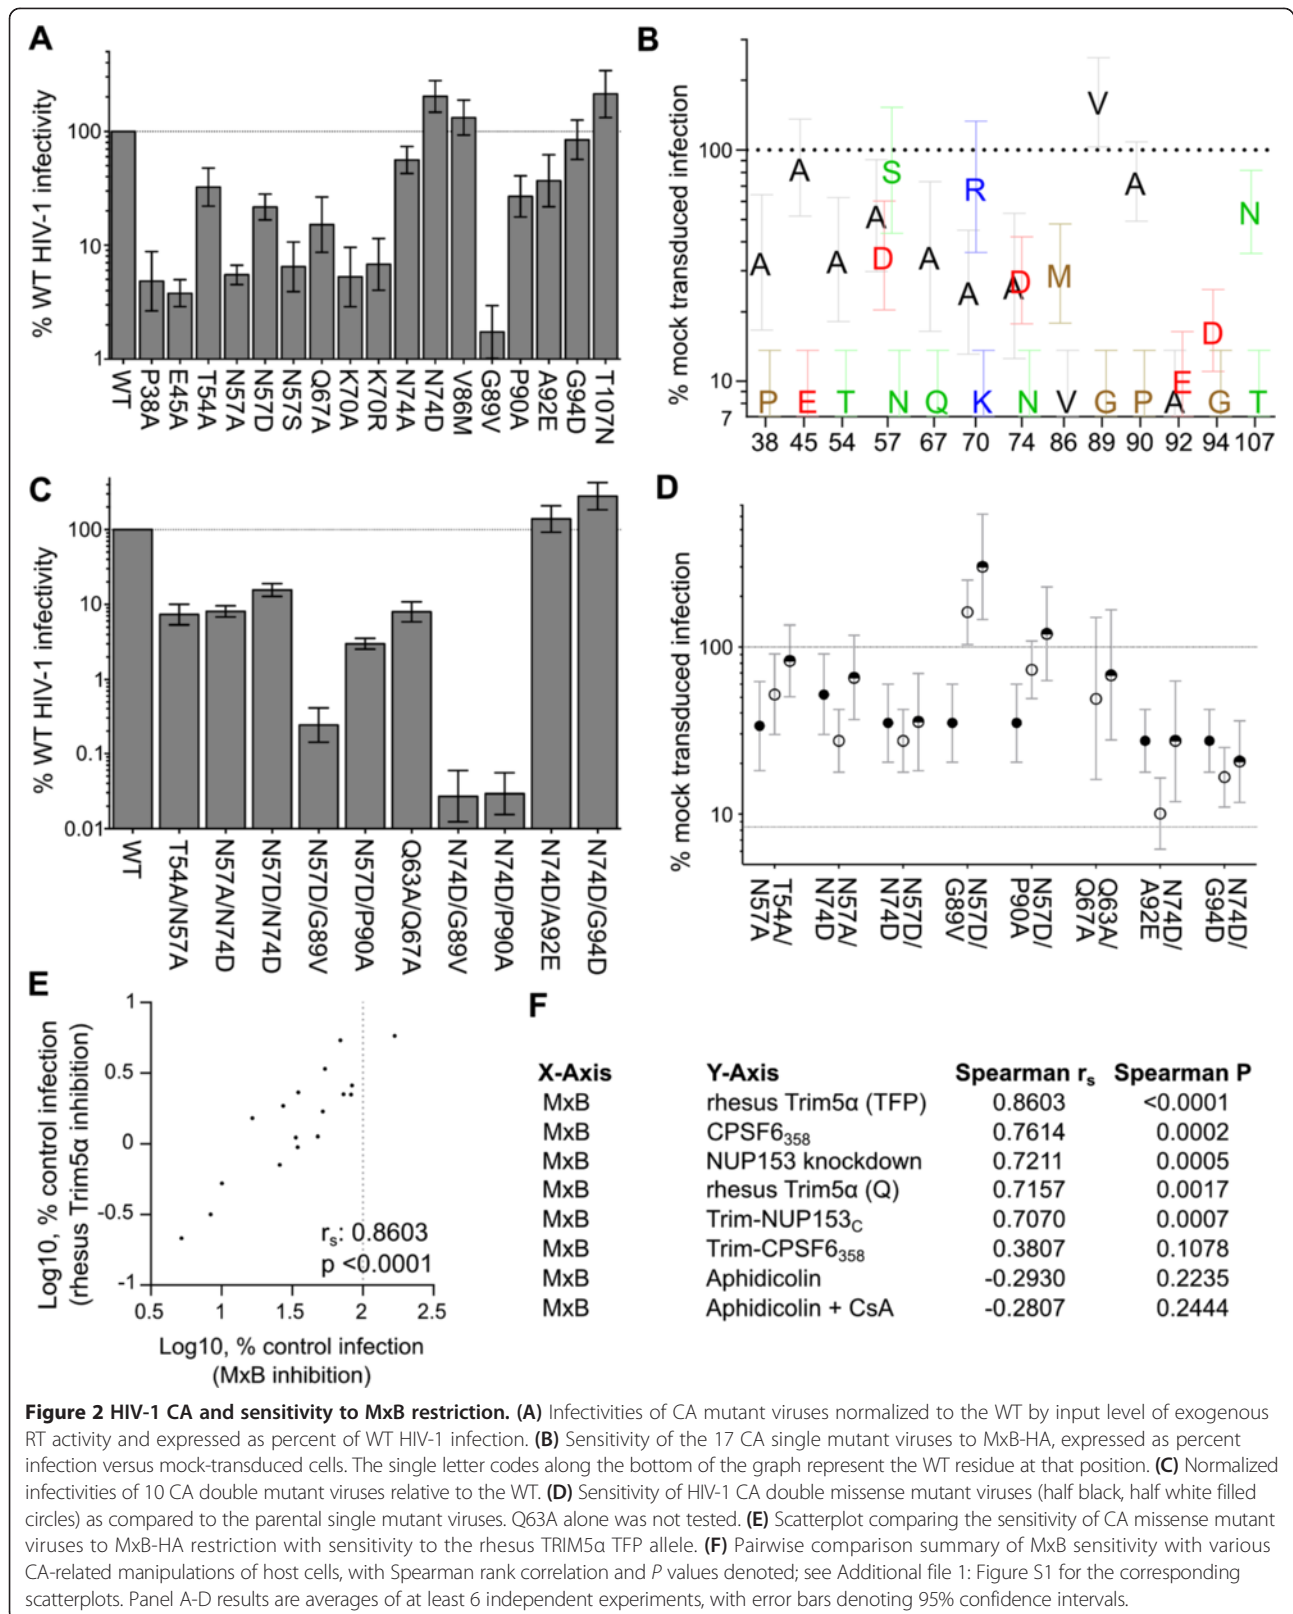 A
% WT HIV-1 infectivity
100
10
1
WT
P38A
E45A
T54A
N57A
N57D
N57S
Q67A
K70A
K70R
N74A
N74D
V86M
G89V
P90A
A92E
G94D
T107N
B
% mock transduced infection
100
10
7
A
A
A
A
S
D
A
R
A
A
D
M
V
A
A
E
D
N
P
E
T
N
Q
K
N
V
G
P
G
T
38 45 54 57 67 70 74 86 89 90 92 94 107
C
% WT HIV-1 infectivity
100
10
1
0.1
0.01
WT
T54A/N57A
N57A/N74D
N57D/N74D
N57D/G89V
N57D/P90A
Q63A/Q67A
N74D/G89V
N74D/P90A
N74D/A92E
N74D/G94D
D
% mock transduced infection
100
10
T54A/
N57A
N57A/
N74D
N57D/
N74D
N57D/
G89V
N57D/
P90A
Q63A/
Q67A
N74D/
A92E
N74D/
G94D
E
Log10, % control infection
(rhesus Trim5α inhibition)
1
0.5
0
-0.5
-1
0.5 1 1.5 2 2.5
r<sub>s</sub>: 0.8603
p <0.0001
Log10, % control infection
(MxB inhibition)
F
X-Axis Y-Axis Spearman r<sub>s</sub> Spearman P
MxB rhesus Trim5α (TFP) 0.8603 <0.0001
MxB CPSF6<sub>358</sub> 0.7614 0.0002
MxB NUP153 knockdown 0.7211 0.0005
MxB rhesus Trim5α (Q) 0.7157 0.0017
MxB Trim-NUP153<sub>C</sub> 0.7070 0.0007
MxB Trim-CPSF6<sub>358</sub> 0.3807 0.1078
MxB Aphidicolin -0.2930 0.2235
MxB Aphidicolin + CsA -0.2807 0.2444
Figure 2 HIV-1 CA and sensitivity to MxB restriction. (A) Infectivities of CA mutant viruses normalized to the WT by input level of exogenous
RT activity and expressed as percent of WT HIV-1 infection. (B) Sensitivity of the 17 CA single mutant viruses to MxB-HA, expressed as percent
infection versus mock-transduced cells. The single letter codes along the bottom of the graph represent the WT residue at that position. (C) Normalized
infectivities of 10 CA double mutant viruses relative to the WT. (D) Sensitivity of HIV-1 CA double missense mutant viruses (half black, half white filled
circles) as compared to the parental single mutant viruses. Q63A alone was not tested. (E) Scatterplot comparing the sensitivity of CA missense mutant
viruses to MxB-HA restriction with sensitivity to the rhesus TRIM5α TFP allele. (F) Pairwise comparison summary of MxB sensitivity with various
CA-related manipulations of host cells, with Spearman rank correlation and P values denoted; see Additional file 1: Figure S1 for the corresponding
scatterplots. Panel A-D results are averages of at least 6 independent experiments, with error bars denoting 95% confidence intervals.